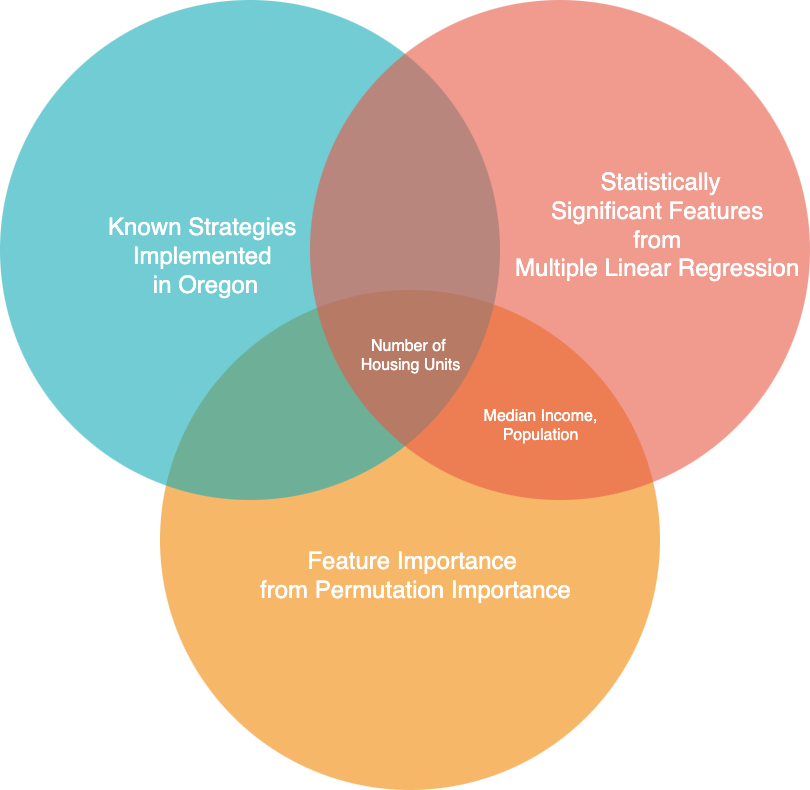 Known Strategies
Implemented
in Oregon
Statistically
Significant Features
from
Multiple Linear Regression
Number of
Housing Units
Median Income,
Population
Feature Importance
from Permutation Importance